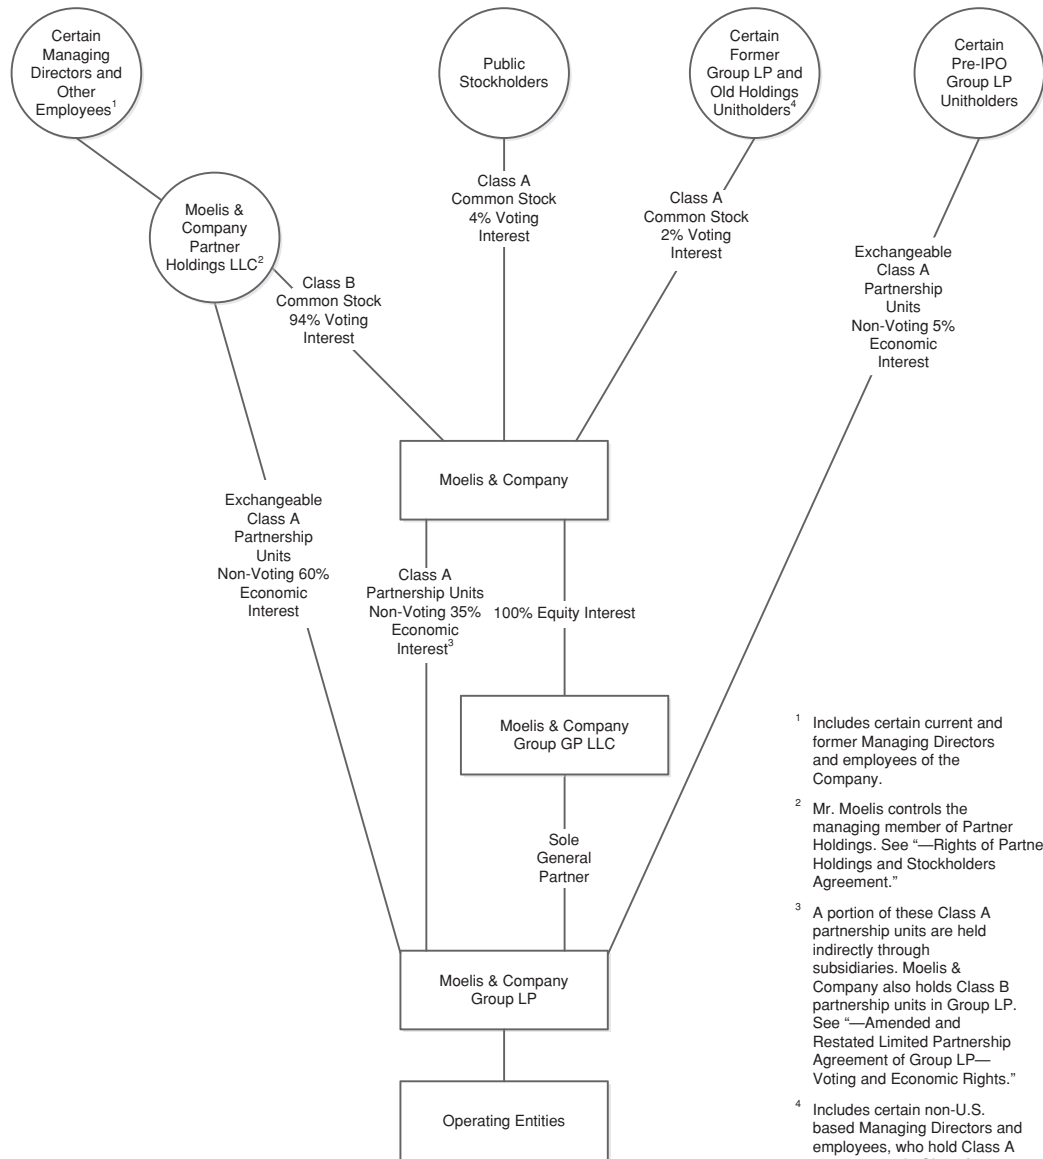 Certain
Managing
Directors and
Other
Employees1
Public
Stockholders
Certain
Former
Group LP and
Old Holdings
Unitholders4
Certain
Pre-IPO
Group LP
Unitholders
Moelis &
Company
Partner
Holdings LLC2
Class A
Common Stock
4% Voting
Interest
Class A
Common Stock
2% Voting
Interest
Exchangeable
Class A
Partnership
Units
Non-Voting 5%
Economic
Interest
Class B
Common Stock
94% Voting
Interest
Moelis & Company
Exchangeable
Class A
Partnership
Units
Non-Voting 60%
Economic
Interest
Class A
Partnership Units
Non-Voting 35%
Economic
Interest3
100% Equity Interest
Moelis & Company
Group GP LLC
Sole
General
Partner
Moelis & Company
Group LP
Operating Entities
1 Includes certain current and
former Managing Directors
and employees of the
Company.
2 Mr. Moelis controls the
managing member of Partner
Holdings. See “—Rights of Partne
Holdings and Stockholders
Agreement.”
3 A portion of these Class A
partnership units are held
indirectly through
subsidiaries. Moelis &
Company also holds Class B
partnership units in Group LP.
See “—Amended and
Restated Limited Partnership
Agreement of Group LP—
Voting and Economic Rights.”
4 Includes certain non-U.S.
based Managing Directors and
employees, who hold Class A